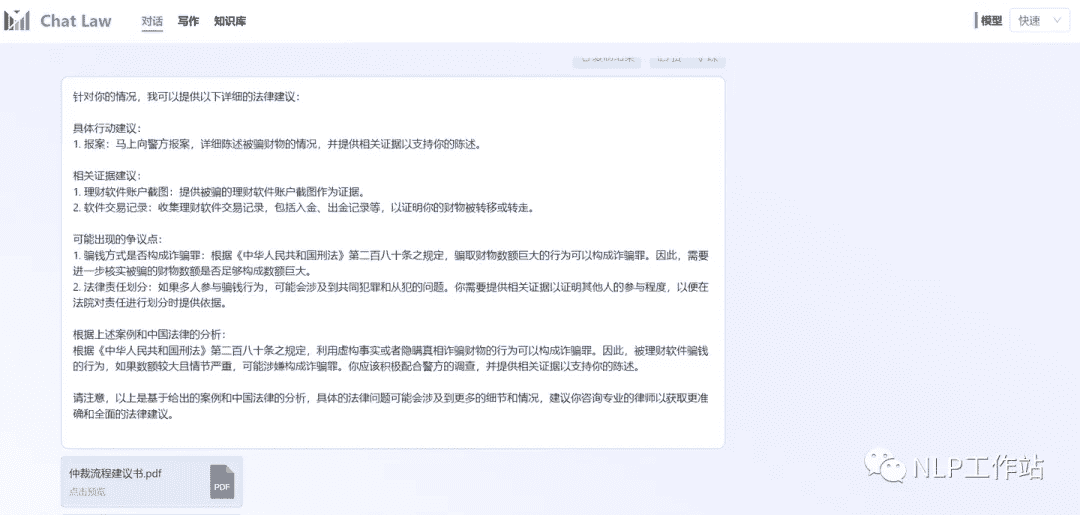 Chat Law
对话 写作 知识库
模型 快速
针对你的情况，我可以提供以下详细的法律建议：
具体行动建议：
1. 报案：马上向警方报案，详细陈述被骗财物的情况，并提供相关证据以支持你的陈述。
相关证据建议：
1. 理财软件账户截图：提供被骗的理财软件账户截图作为证据。
2. 软件交易记录：收集理财软件交易记录，包括入金、出金记录等，以证明你的财物被转移或转走。
可能出现的争议点：
1. 骗钱方式是否构成诈骗罪：根据《中华人民共和国刑法》第二百八十条之规定，骗取财物数额巨大的行为可以构成诈骗罪。因此，需要
进一步核实被骗的财物数额是否足够构成数额巨大。
2. 法律责任划分：如果多人参与骗钱行为，可能会涉及到共同犯罪和从犯的问题。你需要提供相关证据以证明其他人的参与程度，以便在
法院对责任进行划分时提供依据。
根据上述案例和中国法律的分析：
根据《中华人民共和国刑法》第二百八十条之规定，利用虚构事实或者隐瞒真相诈骗财物的行为可以构成诈骗罪。因此，被理财软件骗钱
的行为，如果数额较大且情节严重，可能涉嫌构成诈骗罪。你应该积极配合警方的调查，并提供相关证据以支持你的陈述。
请注意，以上是基于给出的案例和中国法律的分析，具体的法律问题可能会涉及到更多的细节和情况，建议你咨询专业的律师以获取更准
确和全面的法律建议。
仲裁流程建议书.pdf
点击预览
PDF
NLP工作站